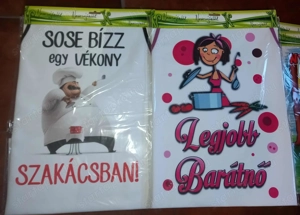 SOSE BÍZZ
egy VÉKONY
SZAKÁCSBAN!
Legjobb
Barátnő